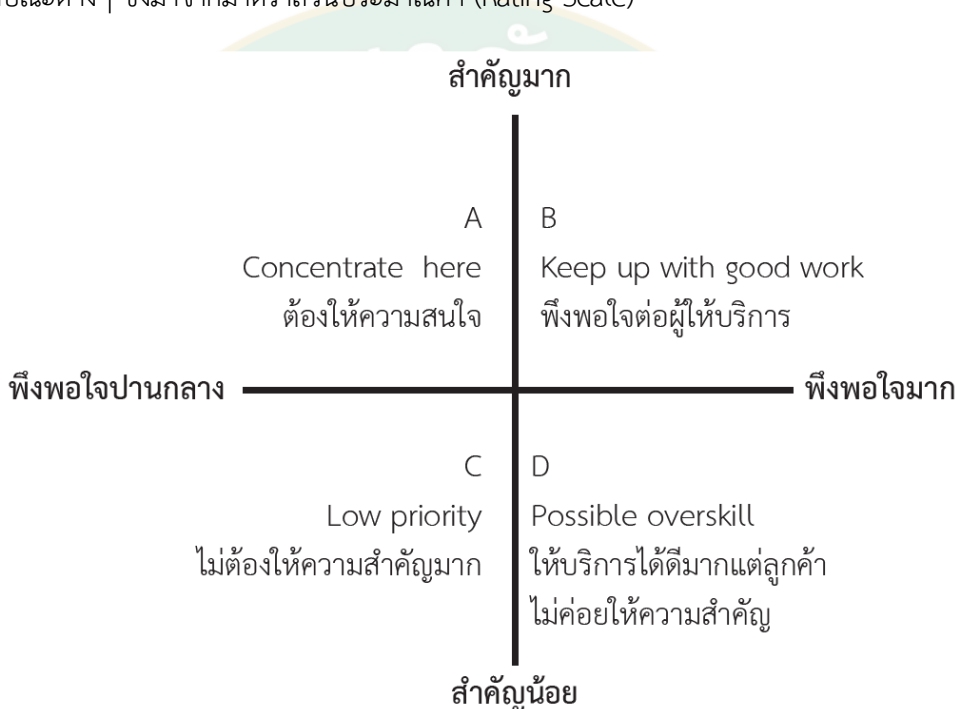 (Rating Scale)
สำคัญมาก
A
Concentrate here
ต้องให้ความสนใจ
B
Keep up with good work
พึงพอใจต่อผู้ให้บริการ
พึงพอใจปานกลาง
พึงพอใจมาก
C
Low priority
ไม่ต้องให้ความสำคัญมาก
D
Possible overskill
ให้บริการได้ดีมากแต่ลูกค้า
ไม่ค่อยให้ความสำคัญ
สำคัญน้อย